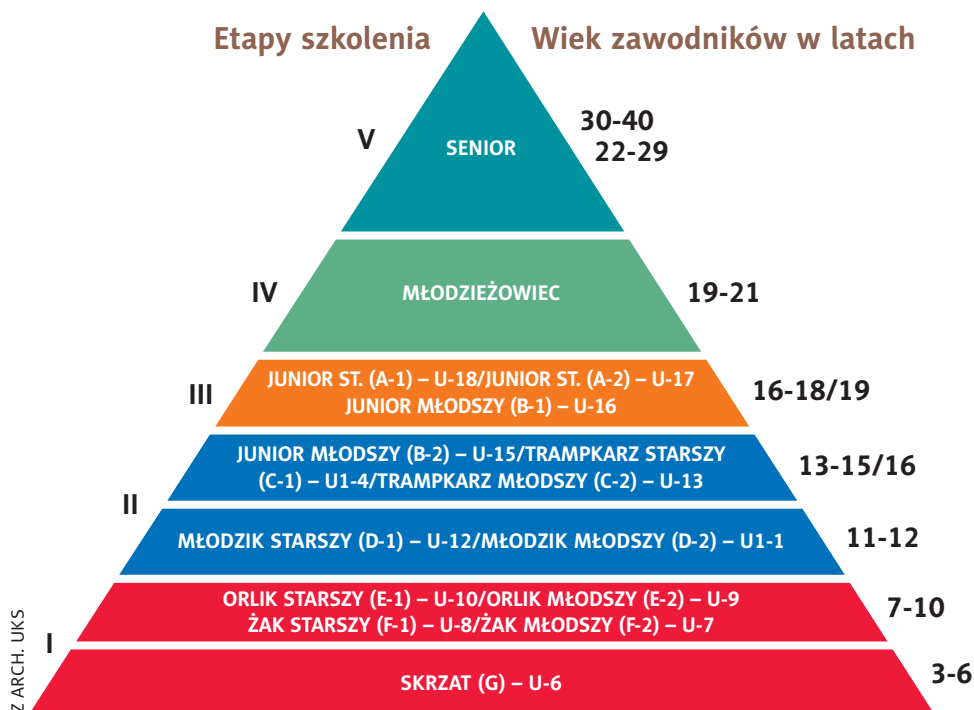 Etapy szkolenia
Wiek zawodników w latach
V
SENIOR
30-40
22-29
IV
MŁODZIEŻOWIEC
19-21
III
JUNIOR ST. (A-1) – U-18/JUNIOR ST. (A-2) – U-17
JUNIOR MŁODSZY (B-1) – U-16
16-18/19
II
JUNIOR MŁODSZY (B-2) – U-15/TRAMPKARZ STARSZY
(C-1) – U1-4/TRAMPKARZ MŁODSZY (C-2) – U-13
13-15/16
MŁODZIK STARSZY (D-1) – U-12/MŁODZIK MŁODSZY (D-2) – U1-1
11-12
I
ORLIK STARSZY (E-1) – U-10/ORLIK MŁODSZY (E-2) – U-9
ŻAK STARSZY (F-1) – U-8/ŻAK MŁODSZY (F-2) – U-7
7-10
SKRZAT (G) – U-6
3-6
Z ARCH. UKS